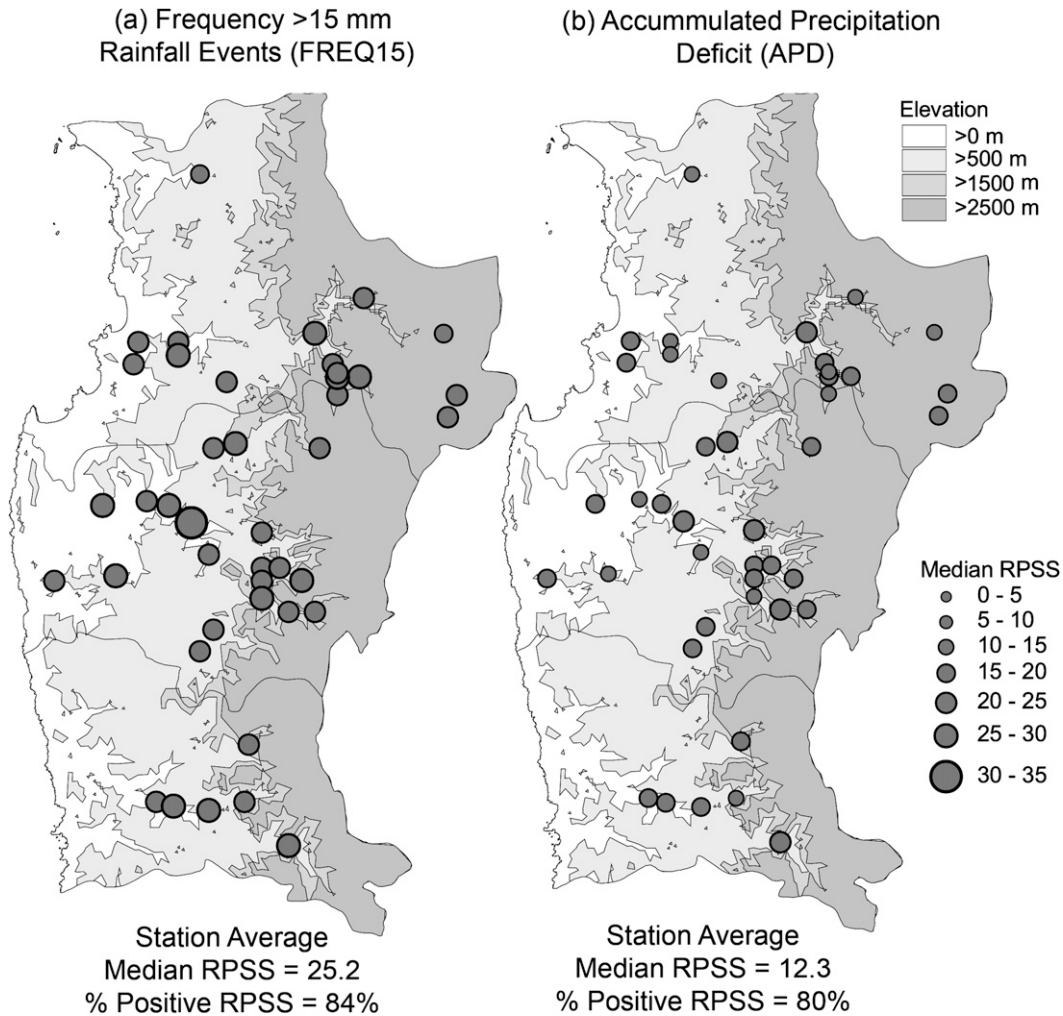 (a) Frequency >15 mm
Rainfall Events (FREQ15)
(b) Accummulated Precipitation
Deficit (APD)
Elevation
>0 m
>500 m
>1500 m
>2500 m
Median RPSS
0 - 5
5 - 10
10 - 15
15 - 20
20 - 25
25 - 30
30 - 35
Station Average
Median RPSS = 25.2
% Positive RPSS = 84%
Station Average
Median RPSS = 12.3
% Positive RPSS = 80%